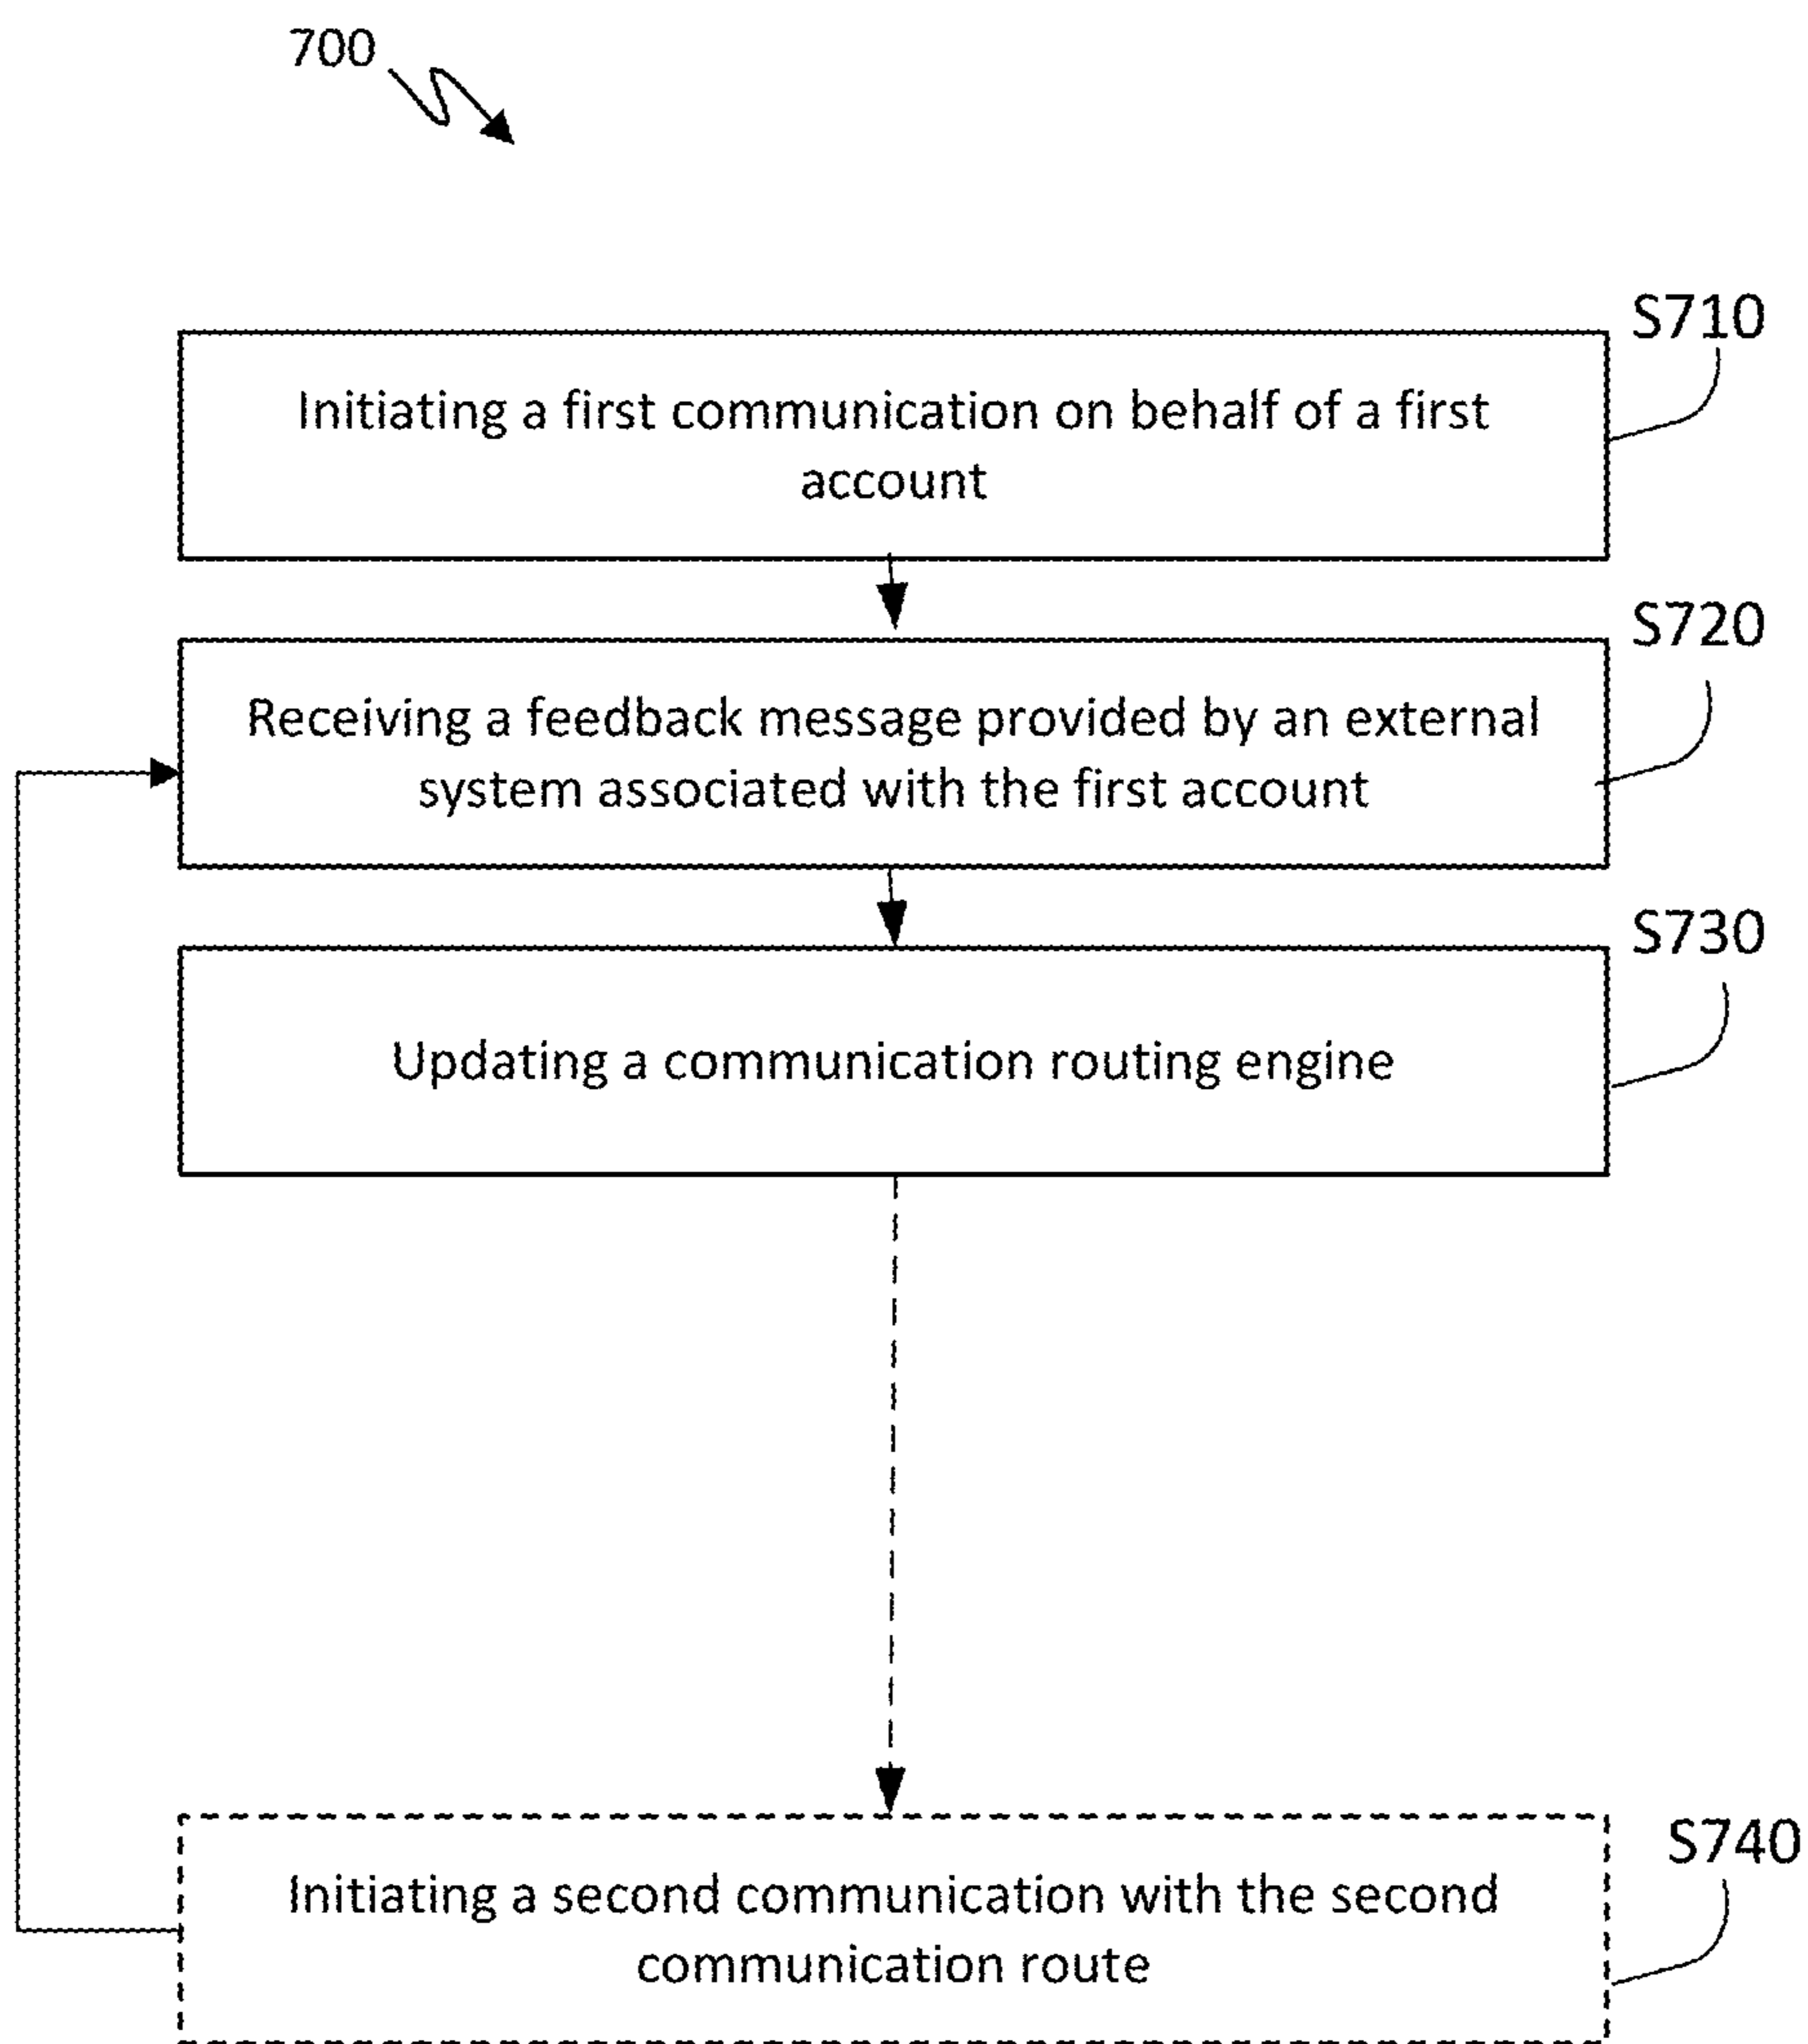 700
S710
Initiating a first communication on behalf of a first
account
S720
Receiving a feedback message provided by an external
system associated with the first account
S730
Updating a communication routing engine
S740
Initiating a second communication with the second
communication route